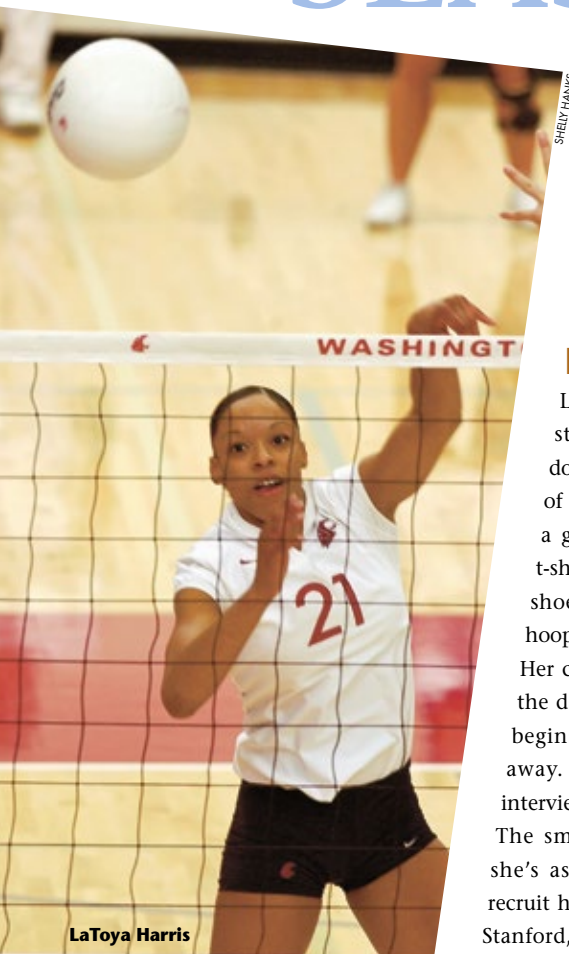 SHELLY HANKS
WASHINGT
21
L
st
do
of
a g
t-sh
shoe
hoop
Her c
the d
begin
away.
intervie
The sm
she's as
recruit h
Stanford,
LaToya Harris